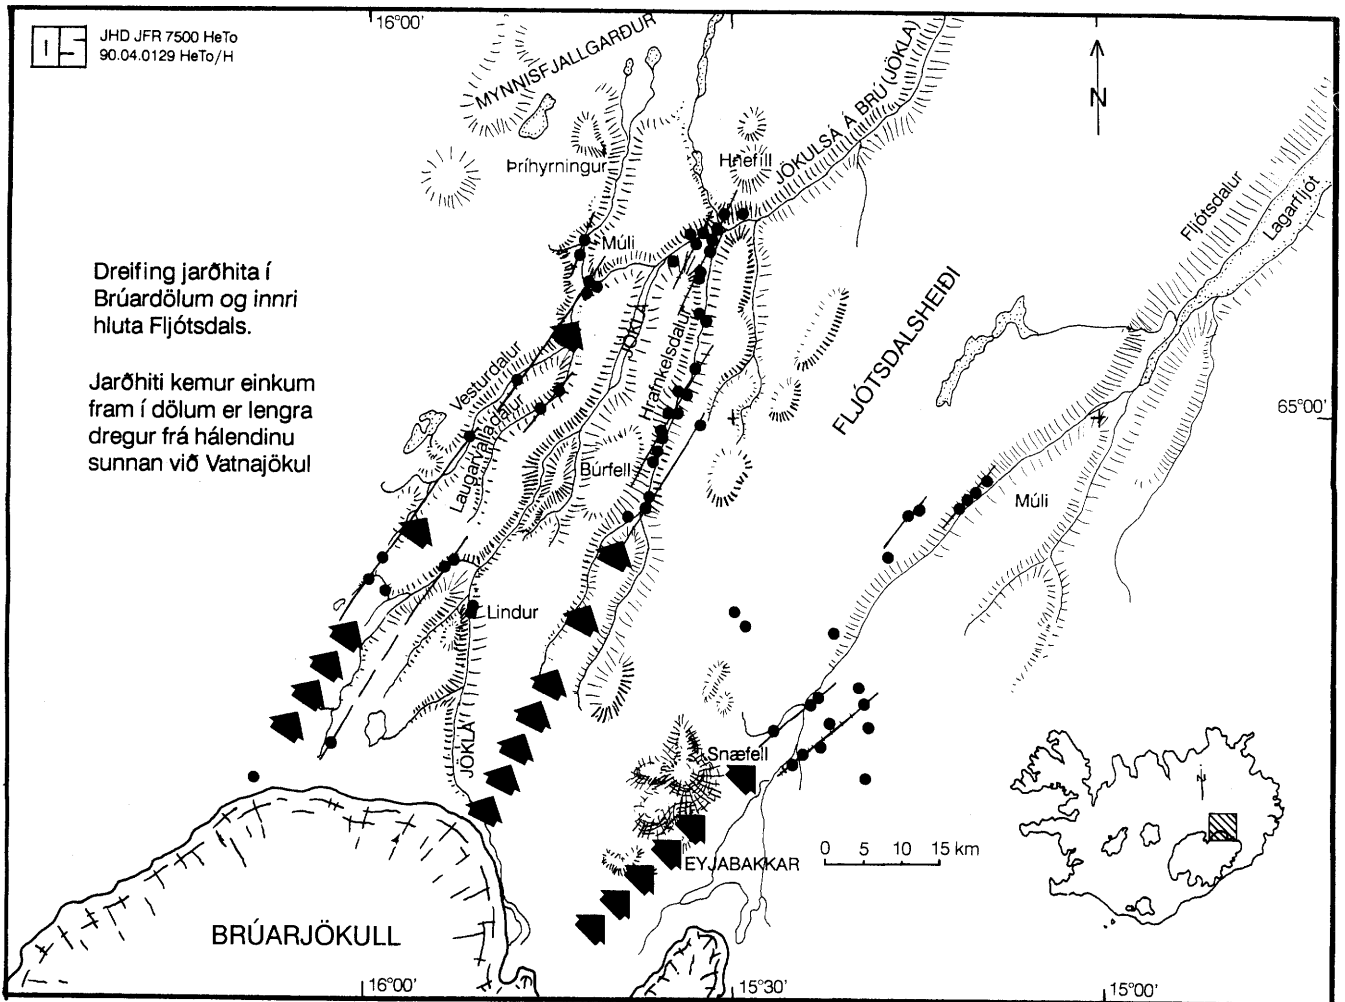 OS
JHD JFR 7500 HeTo
90.04.0129 HeTo/H
16°00'
15°30'
N
MYNNISFJALLGARÐUR
JÖKULSÁ Á BRÚ (JÖKLA)
Þríhyrningur
Hnefill
Fljótsdalur
Lagarfljót
Múli
Dreifing jarðhita í
Brúardölum og innri
hluta Fljótsdals.
Jarðhiti kemur einkum
fram í dölum er lengra
dregur frá hálendinu
sunnan við Vatnajökul
JÖKLA
Hrafnkelsdalur
FLJÓTSDALSHEIÐI
Vesturdalur
Laugarvalladalur
65°00'
Búrfell
Múli
Lindur
JÖKLA
Snæfell
N
0 5 10 15 km
EYJABAKKAR
BRÚARJÖKULL
16°00'
15°30'
15°00'